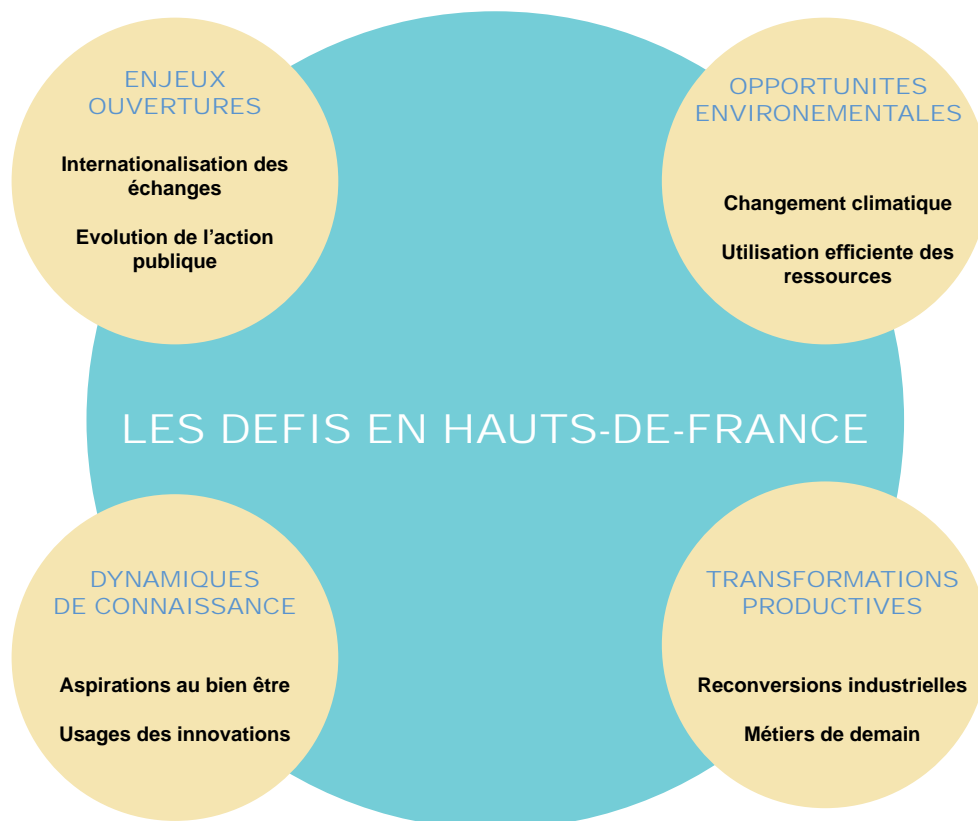 ENJEUX
OUVERTURES
Internationalisation des
échanges
Evolution de l'action
publique
OPPORTUNITES
ENVIRONEMENTALES
Changement climatique
Utilisation efficiente des
ressources
LES DEFIS EN HAUTS-DE-FRANCE
DYNAMIQUES
DE CONNAISSANCE
Aspirations au bien être
Usages des innovations
TRANSFORMATIONS
PRODUCTIVES
Reconversions industrielles
Métiers de demain